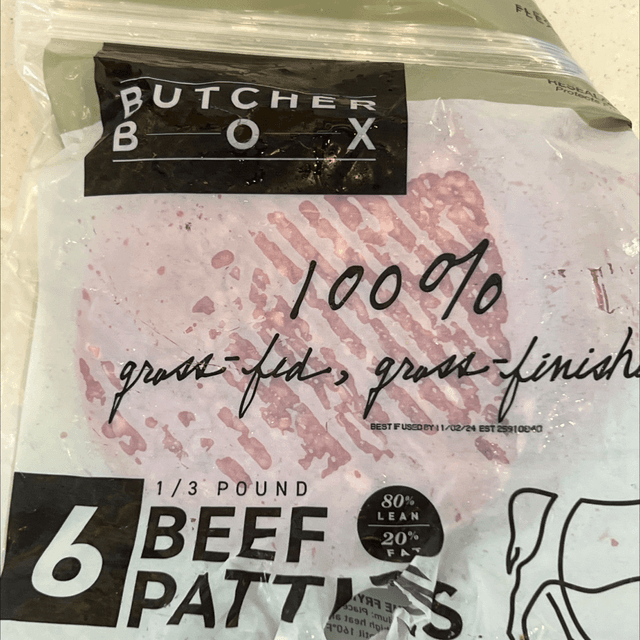 BUTCHER
BOX
100%
grass-fed, grass-finish
BEST IF USED BY 11/02/24 EST
6
1/3 POUND
BEEF
PATTIES
80%
LEAN
20%
FAT